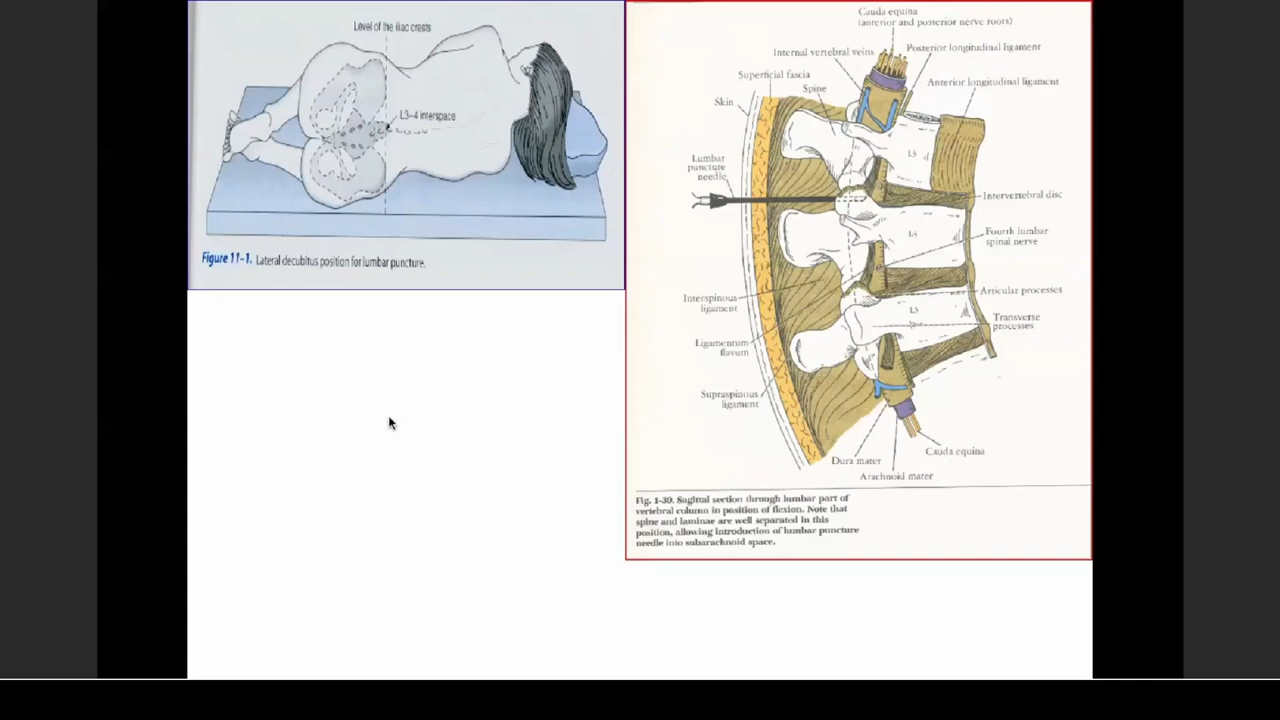 Level of the iliac crests
L3-4 interspace
Figure 11-1. Lateral decubitus position for lumbar puncture.
Cauda equina
(anterior and posterior nerve roots)
Internal vertebral veins
Posterior longitudinal ligament
Superficial fascia
Anterior longitudinal ligament
Spine
Skin
Lumbar
puncture
needle
L3
Intervertebral disc
L4
Fourth lumbar
spinal nerve
Interspinous
ligament
Articular processes
L5
Transverse
processes
Ligamentum
flavum
Supraspinous
ligament
Cauda equina
Dura mater
Arachnoid mater
Fig. 1-30. Sagittal section through lumbar part of
vertebral column in position of flexion. Note that
spine and laminae are well separated in this
position, allowing introduction of lumbar puncture
needle into subarachnoid space.